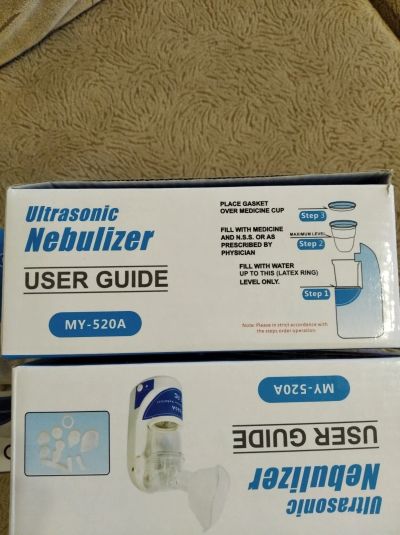 Ultrasonic
Nebulizer
USER GUIDE
MY-520A
PLACE GASKET
OVER MEDICINE CUP
Step 3
FILL WITH MEDICINE
AND N.S.S. OR AS
PRESCRIBED BY
PHYSICIAN
MAXIMUM LEVEL
Step 2
FILL WITH WATER
UP TO THIS (LATEX RING)
LEVEL ONLY.
Step 1
Note: Please in strict accordance with
the steps order operation.
MY-520A
USER GUIDE
Nebulizer
Ultrasonic